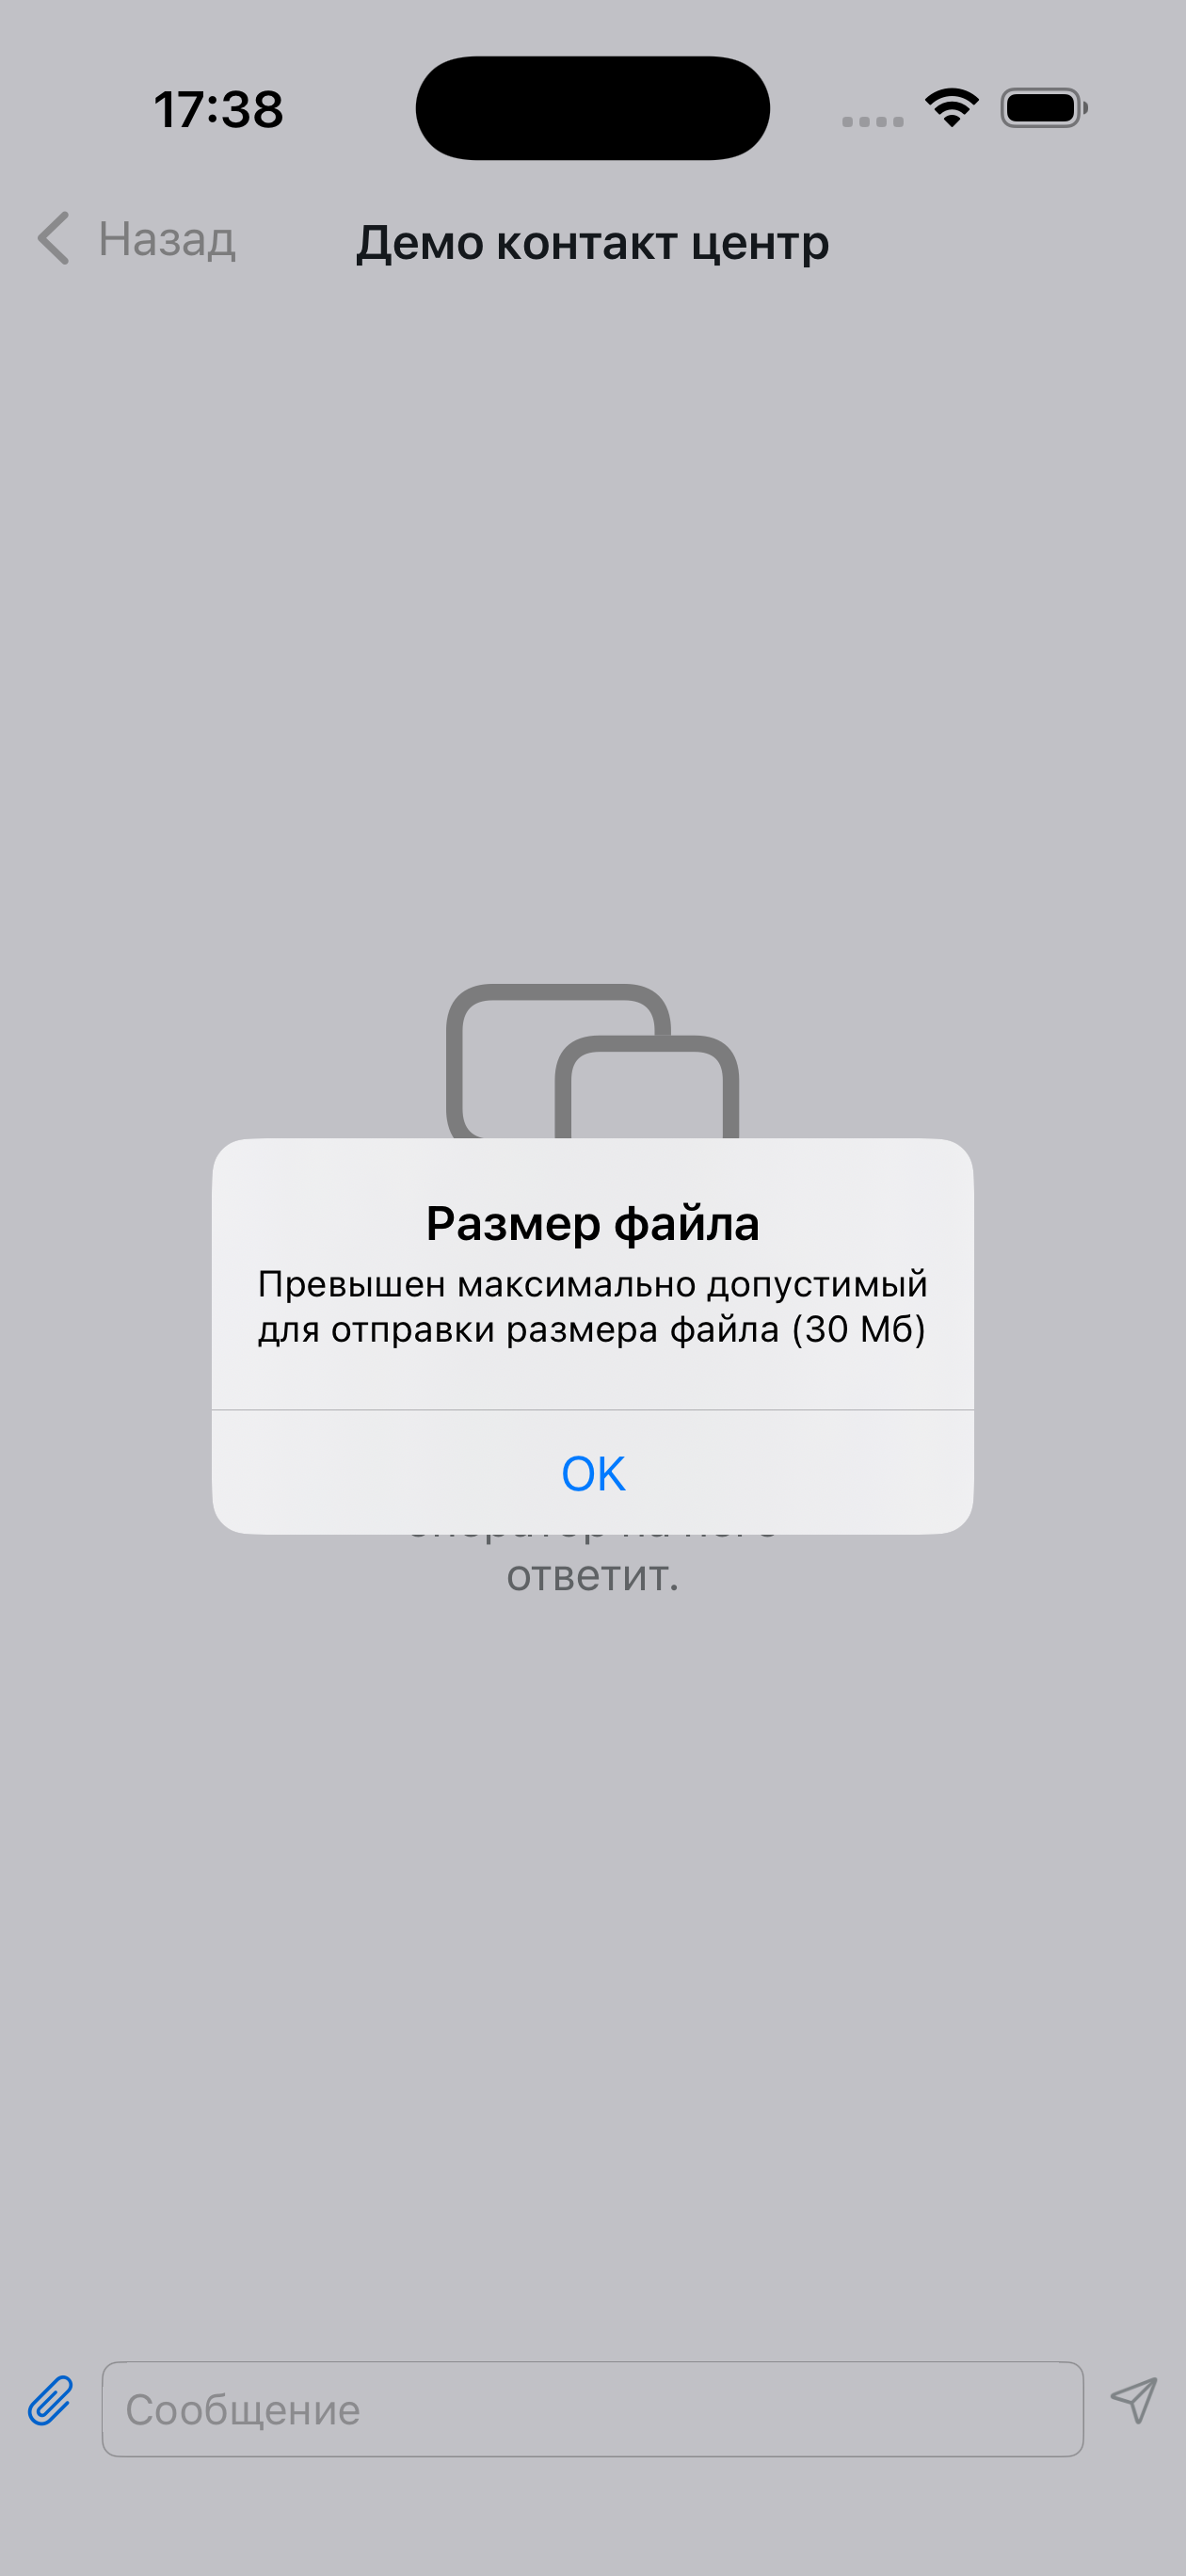 17:38
Назад
Демо контакт центр
Размер файла
Превышен максимально допустимый
для отправки размера файла (30 Мб)
OK
ответит.
Сообщение